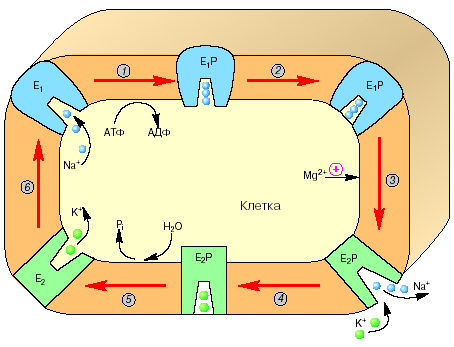 1
2
E₁
E₁P
E₁P
АТФ
АДФ
Na⁺
Mg²⁺
+
3
6
K⁺
Клетка
Pᵢ
H₂O
E₂
E₂P
E₂P
5
4
Na⁺
K⁺